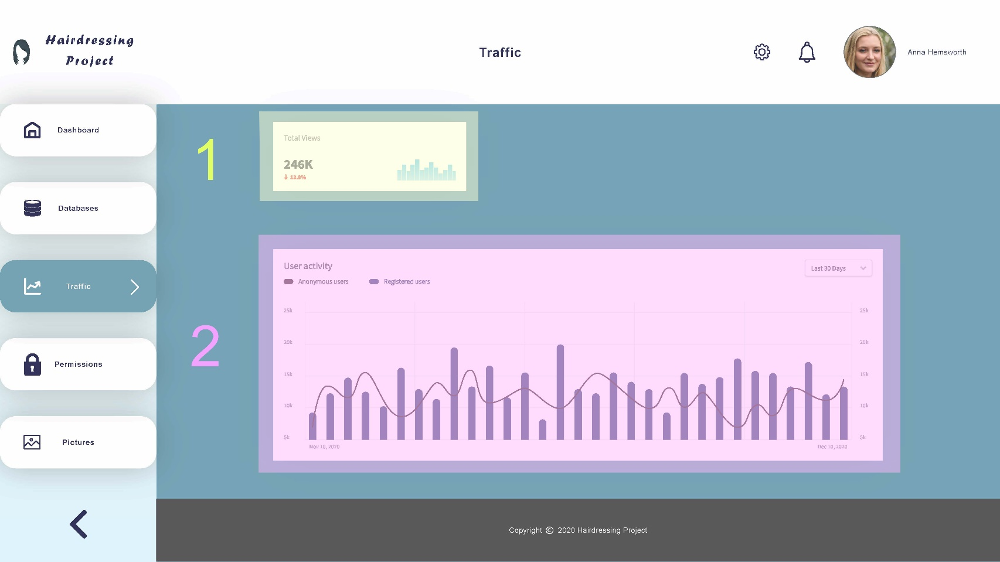 Hairdressing
Project
Traffic
Anna Hemsworth
Dashboard
Databases
Traffic
Permissions
Pictures
1
Total Views
246K
↓ 13.8%
2
User activity
Last 30 Days
Anonymous users
Registered users
25k
25k
20k
20k
15k
15k
10k
10k
5k
5k
Nov 10, 2020
Dec 10, 2020
Copyright © 2020 Hairdressing Project